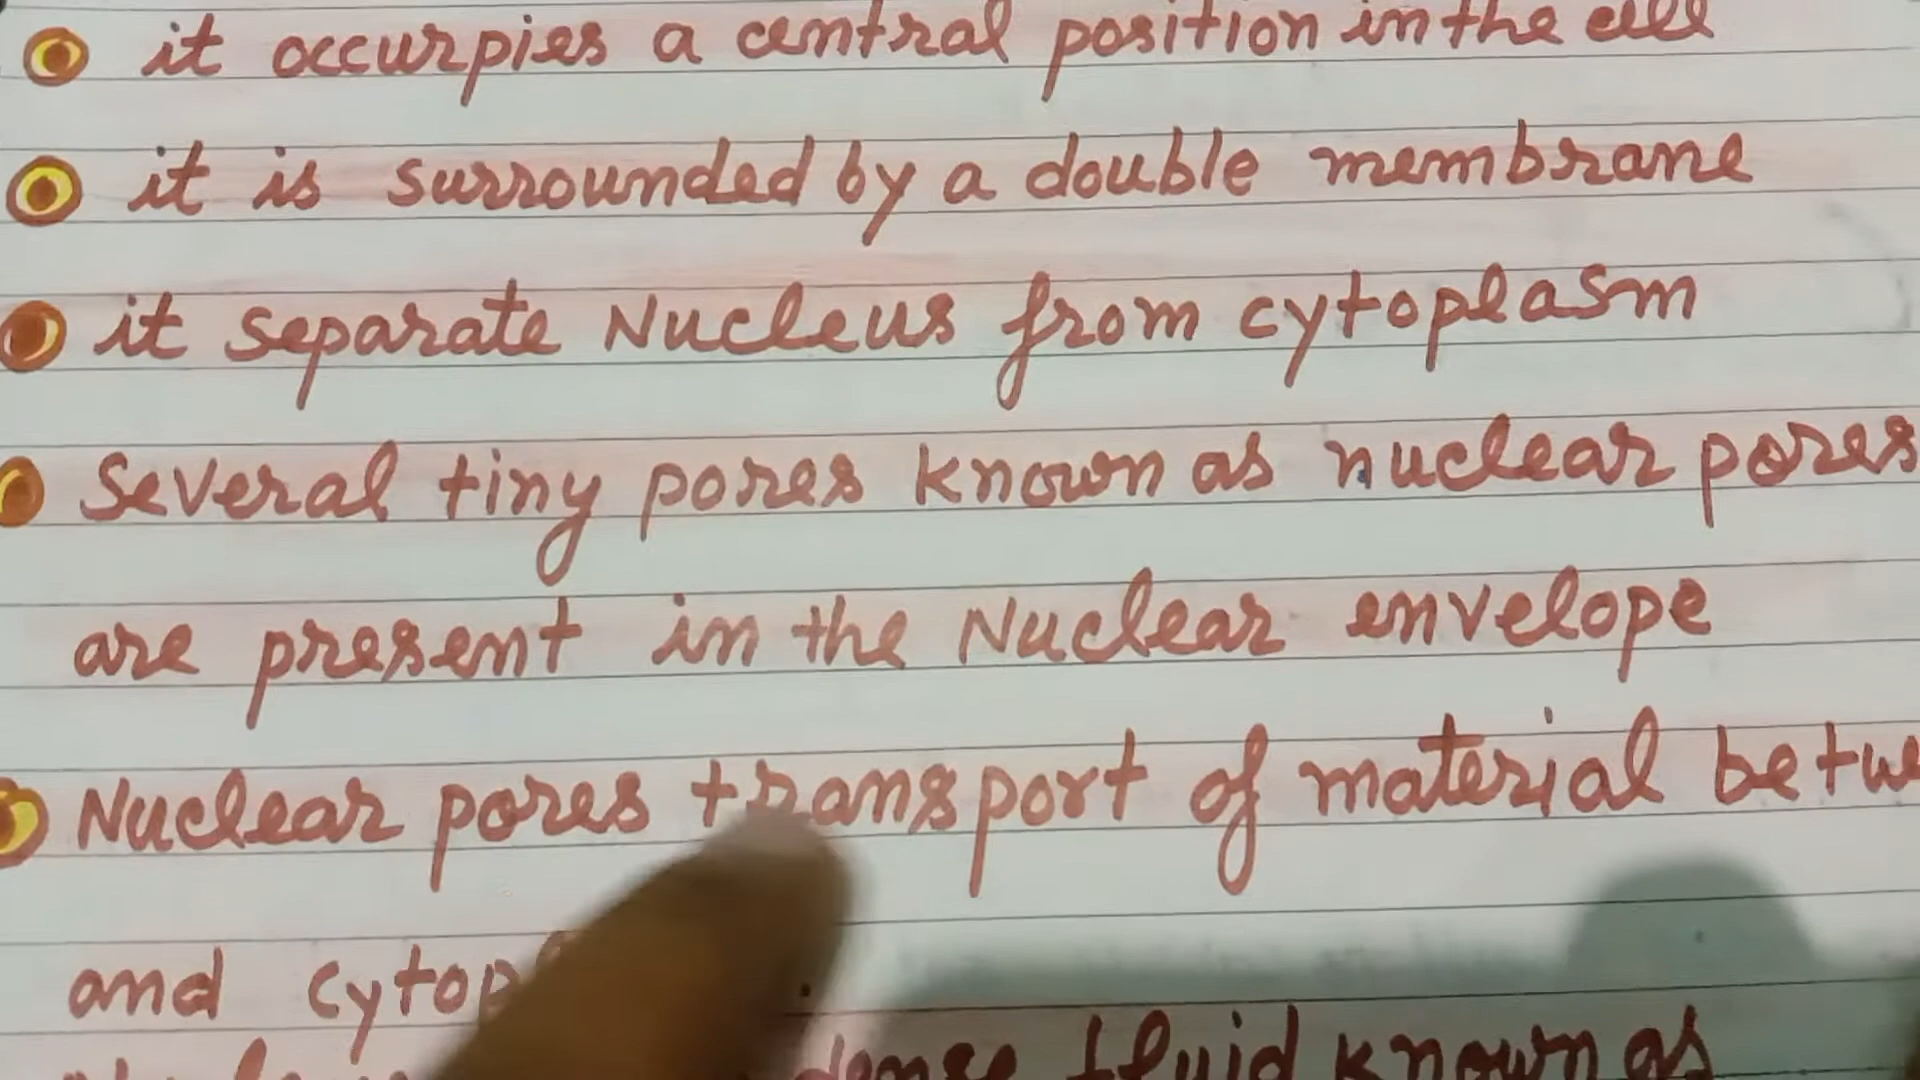 it occurpies a central position in the cell
it is surrounded by a double membrane
it separate Nucleus from cytoplasm
Several tiny pores known as nuclear pores
are present in the Nuclear envelope
Nuclear pores transport of material
and
dense fluid known as